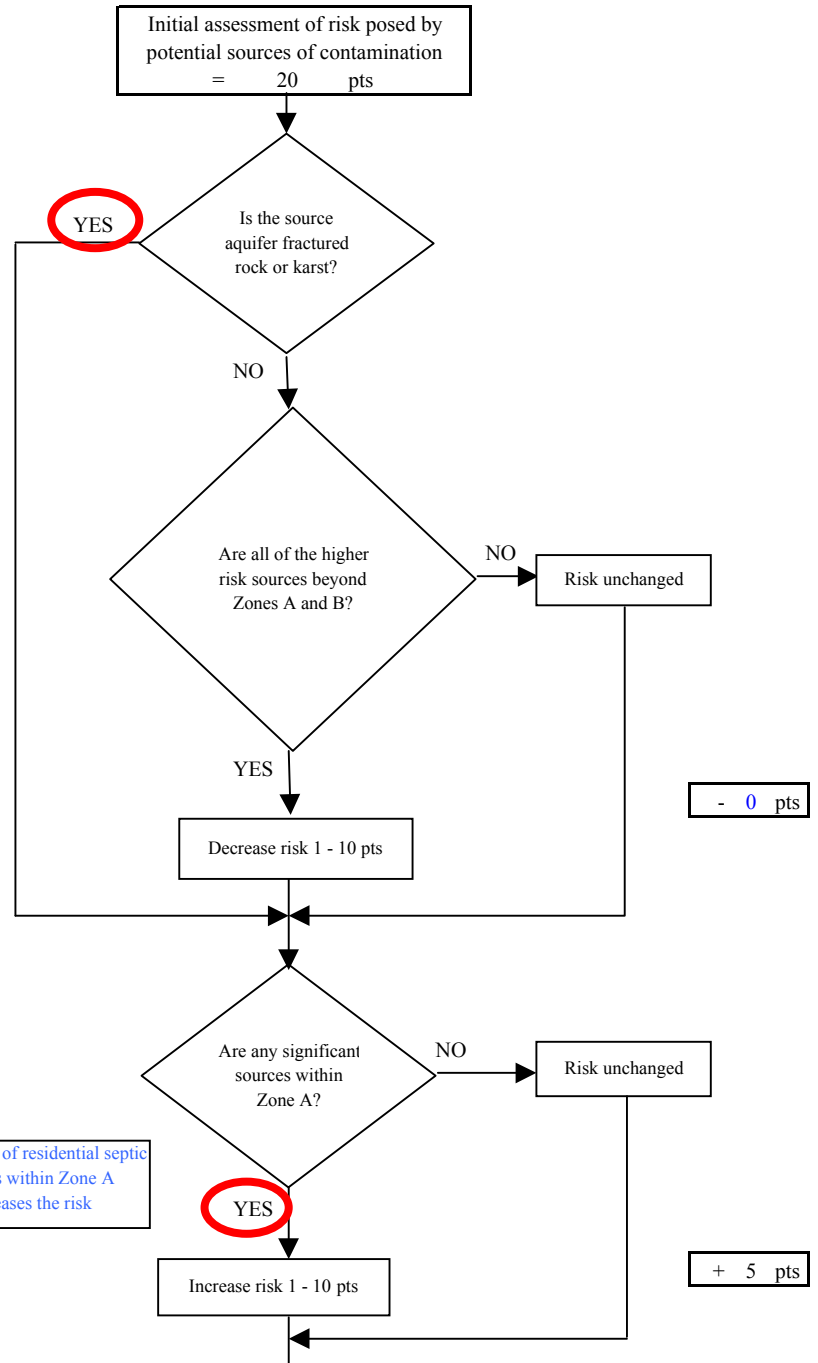 Initial assessment of risk posed by
potential sources of contamination
= 20 pts
YES
Is the source
aquifer fractured
rock or karst?
NO
Are all of the higher
risk sources beyond
Zones A and B?
NO
Risk unchanged
YES
- 0 pts
Decrease risk 1 - 10 pts
Are any significant
sources within
Zone A?
NO
Risk unchanged
of residential septic
within Zone A
the risk
YES
Increase risk 1 - 10 pts
+ 5 pts